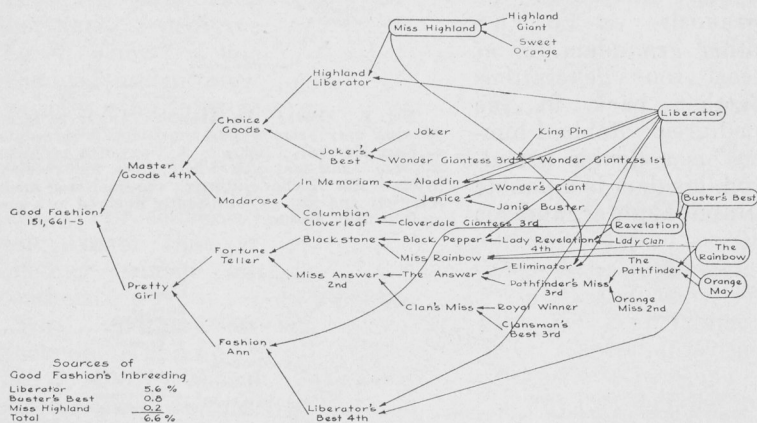 Miss Highland
Highland
Giant
Sweet
Orange
Highland
Liberator
Liberator
Choice
Goods
Joker
King Pin
Joker's
Best
Wonder Giantess 3rd
Wonder Giantess 1st
Master
Goods 4th
In Memoriam
Aladdin
Wonder's
Giant
Janice
Janie Buster
Buster's Best
Madarose
Columbian
Cloverleaf
Cloverdale Giantess 3rd
Revelation
Good Fashion
151,661-S
Blackstone
Black Pepper
Lady Revelation
4th
Lady Clan
Fortune
Teller
Miss Rainbow
The
Rainbow
Eliminator
The
Pathfinder
Miss Answer
2nd
The Answer
Pathfinder's Miss
3rd
Orange
May
Pretty
Girl
Orange
Miss 2nd
Clan's Miss
Royal Winner
Clansman's
Best 3rd
Fashion
Ann
Liberator's
Best 4th
Sources of
Good Fashion's Inbreeding
Liberator 5.6 %
Buster's Best 0.8
Miss Highland 0.2
Total 6.6 %